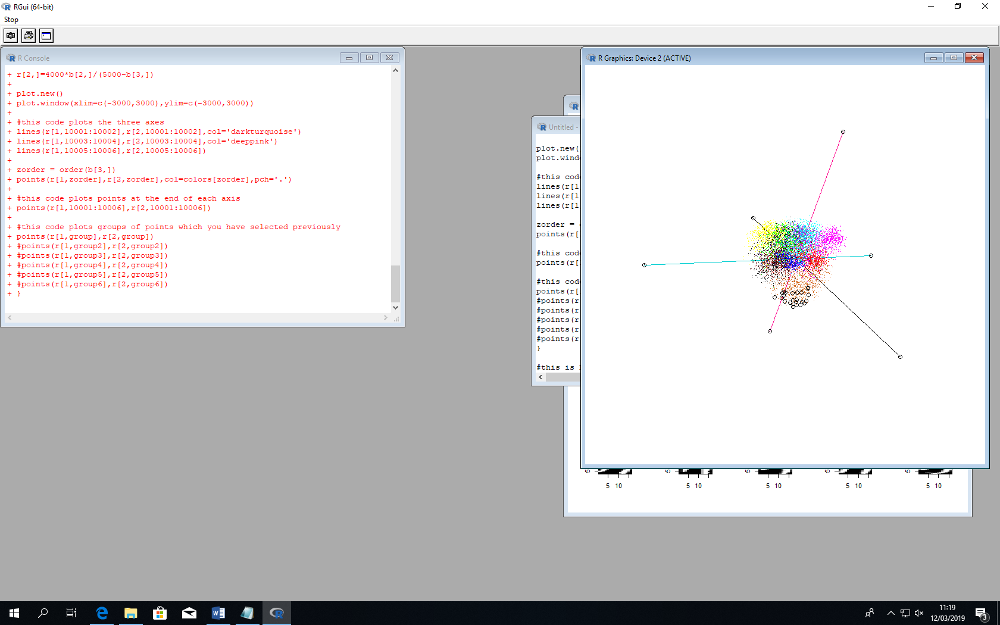 RGui (64-bit)
Stop
R Console
+ r[2,]=4000*b[2,]/(5000-b[3,])
+
+ plot.new()
+ plot.window(xlim=c(-3000,3000),ylim=c(-3000,3000))
+
+ #this code plots the three axes
+ lines(r[1,10001:10002],r[2,10001:10002],col='darkturquoise')
+ lines(r[1,10003:10004],r[2,10003:10004],col='deeppink')
+ lines(r[1,10005:10006],r[2,10005:10006])
+
+ zorder = order(b[3,])
+ points(r[1,zorder],r[2,zorder],col=colors[zorder],pch='.')
+
+ #this code plots points at the end of each axis
+ points(r[1,10001:10006],r[2,10001:10006])
+
+ #this code plots groups of points which you have selected previously
+ points(r[1,group],r[2,group])
+ #points(r[1,group2],r[2,group2])
+ #points(r[1,group3],r[2,group3])
+ #points(r[1,group4],r[2,group4])
+ #points(r[1,group5],r[2,group5])
+ #points(r[1,group6],r[2,group6])
+ }
Untitled -
plot.new(
plot.wind
#this cod
lines(r[1
lines(r[1
lines(r[1
zorder =
points(r[
#this cod
points(r[
#this cod
points(r[
#points(r
#points(r
#points(r
#points(r
#points(r
}
#this is
R Graphics: Device 2 (ACTIVE)
5 5 5 5 5
5 10 5 10 5 10 5 10 5 10
11:19
12/03/2019
3